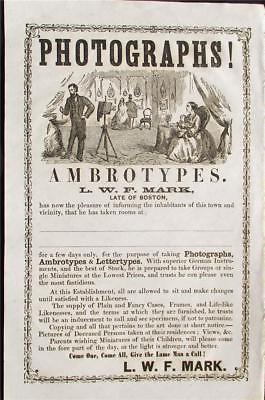 PHOTOGRAPHS!
AMBROTYPES.
L. W. F. MARK,
LATE OF BOSTON,
has now the pleasure of informing the inhabitants of this town and
vicinity, that he has taken rooms at
for a few days only, for the purpose of taking Photographs,
Ambrotypes & Lettertypes. With superior German Instru-
ments, and the best of Stock, he is prepared to take Groups or sin-
gle Miniatures at the Lowest Prices, and trusts he can please even
the most fastidious.
At this Establishment, all are allowed to sit and make changes
until satisfied with a Likeness.
The supply of Plain and Fancy Cases, Frames, and Life-like
Likenesses, and the terms at which they are furnished, he trusts
will be an inducement to call and see specimens, if not to patronize.
Copying and all that pertains to the art done at short notice.—
Pictures of Deceased Persons taken at their residences; Views, &c.
Parents wishing Miniatures of their Children, will please come
in the fore part of the day, as the light is stronger and better.
Come One, Come All, Give the Lame Man a Call!
L. W. F. MARK.